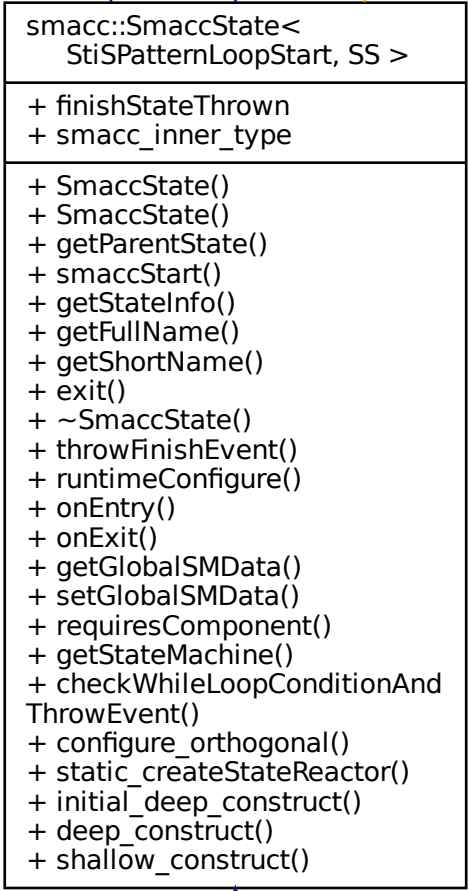 smacc::SmaccState<
StiSPatternLoopStart, SS >
+ finishStateThrown
+ smacc_inner_type
+ SmaccState()
+ SmaccState()
+ getParentState()
+ smaccStart()
+ getStateInfo()
+ getFullName()
+ getShortName()
+ exit()
+ ~SmaccState()
+ throwFinishEvent()
+ runtimeConfigure()
+ onEntry()
+ onExit()
+ getGlobalSMData()
+ setGlobalSMData()
+ requiresComponent()
+ getStateMachine()
+ checkWhileLoopConditionAnd
ThrowEvent()
+ configure_orthogonal()
+ static_createStateReactor()
+ initial_deep_construct()
+ deep_construct()
+ shallow_construct()